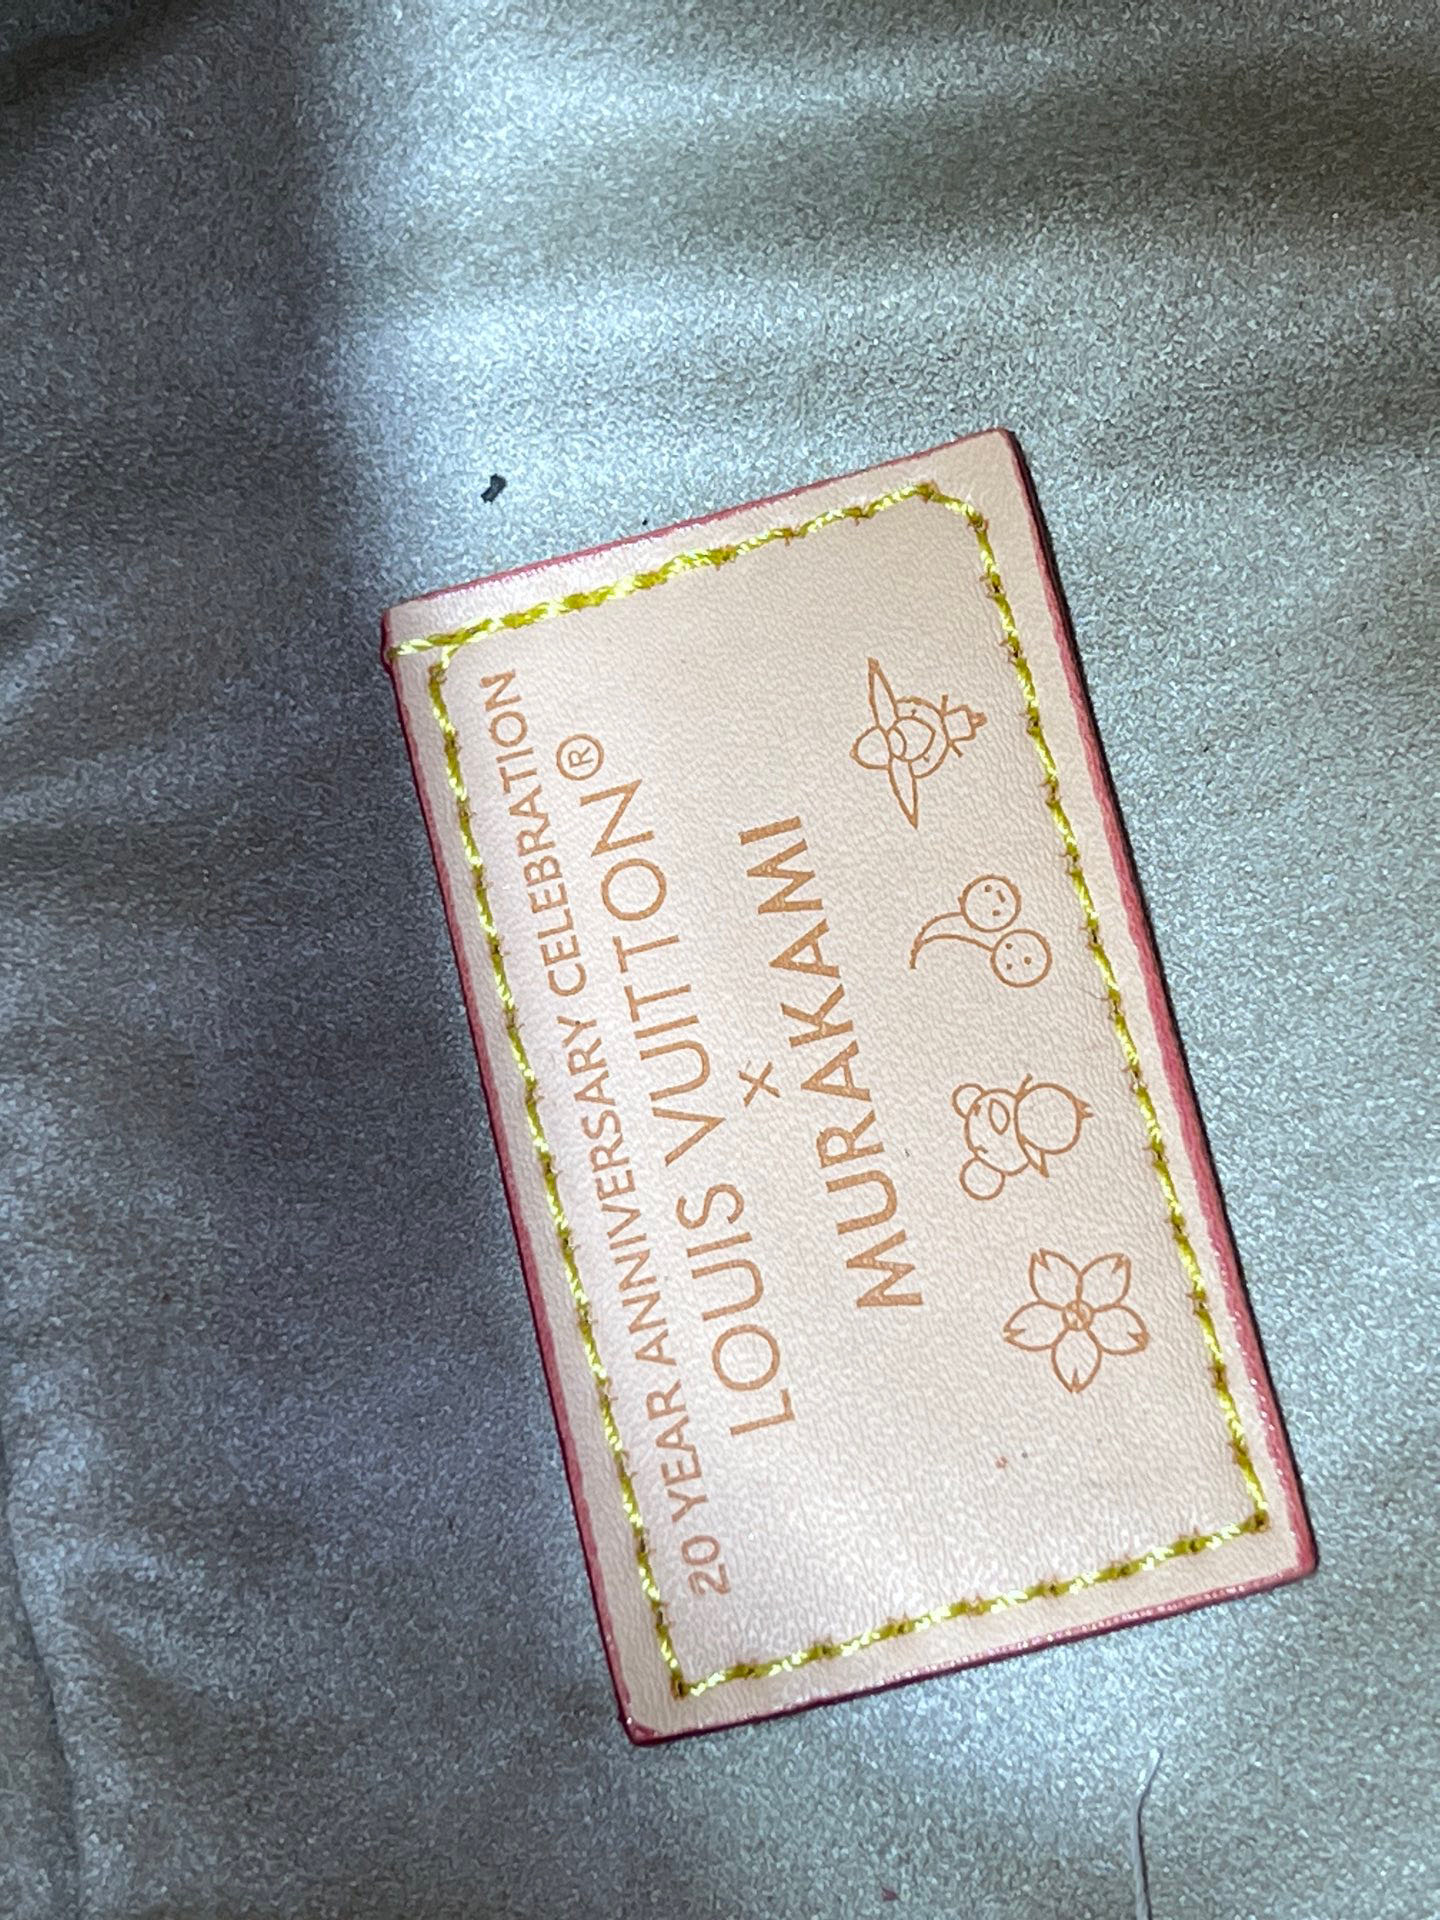 20 YEAR ANNIVERSARY CELEBRATION
LOUIS VUITTON®
×
MURAKAMI